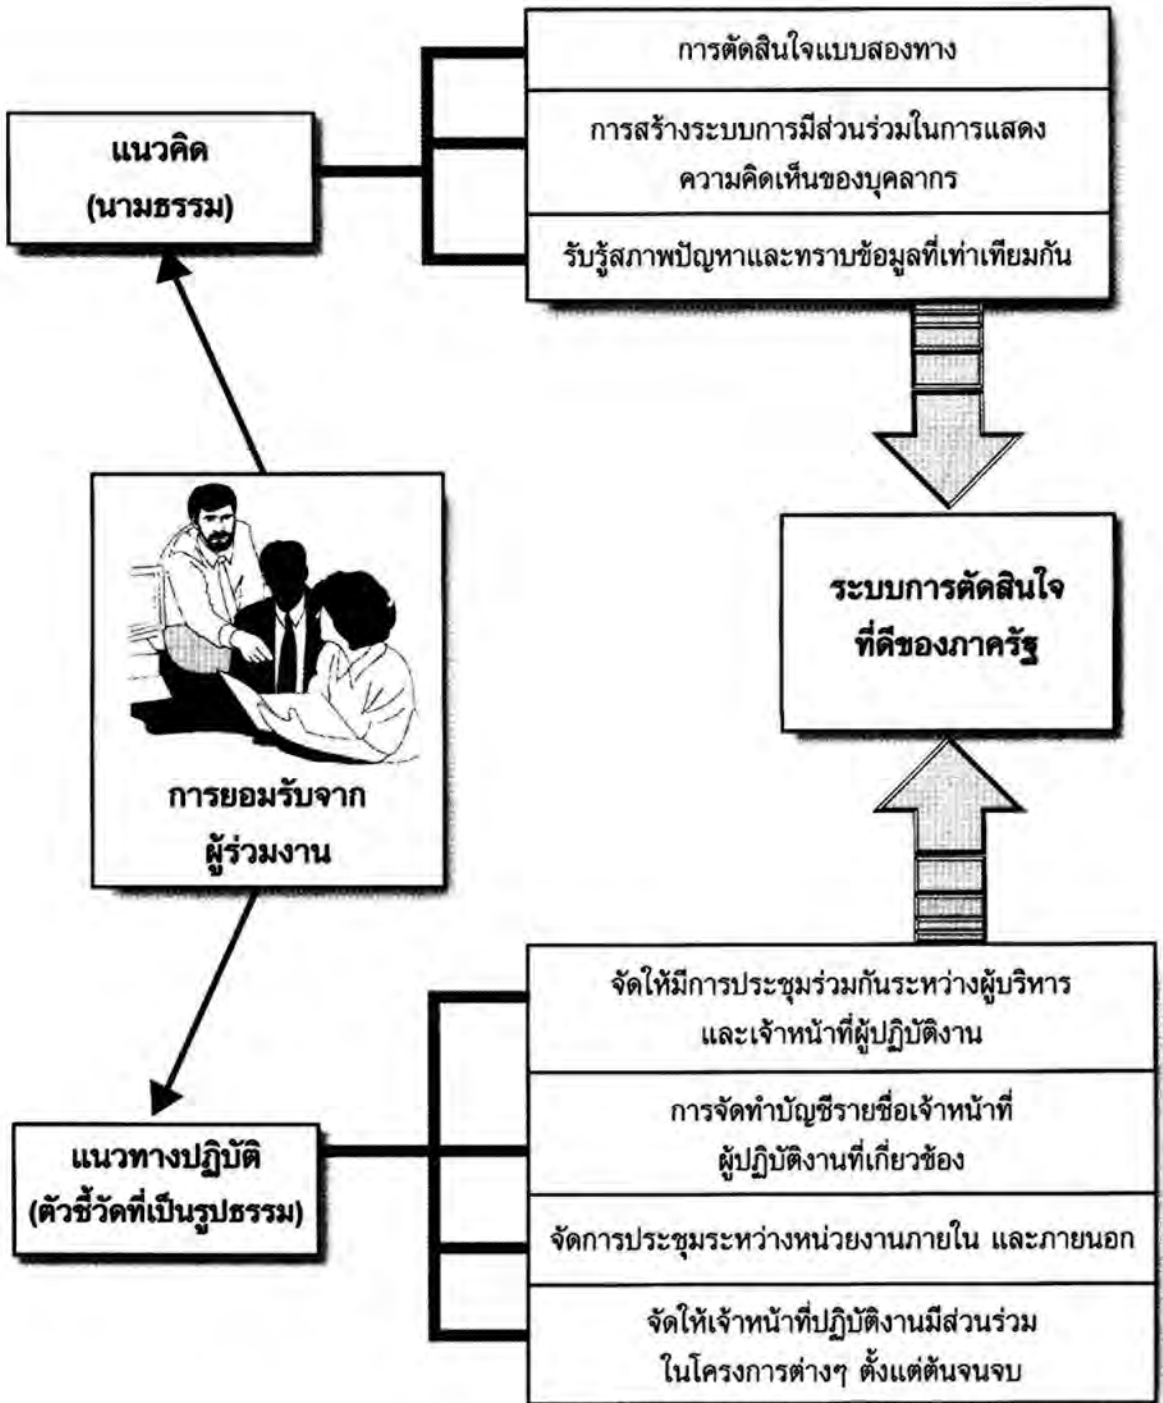 การตัดสินใจแบบสองทาง
การสร้างระบบการมีส่วนร่วมในการแสดง
ความคิดเห็นของบุคลากร
รับรู้สภาพปัญหาและทราบข้อมูลที่เท่าเทียมกัน
แนวคิด
(นามธรรม)
การยอมรับจาก
ผู้ร่วมงาน
ระบบการตัดสินใจ
ที่ดีของภาครัฐ
แนวทางปฏิบัติ
(ตัวชี้วัดที่เป็นรูปธรรม)
จัดให้มีการประชุมร่วมกันระหว่างผู้บริหาร
และเจ้าหน้าที่ผู้ปฏิบัติงาน
การจัดทำบัญชีรายชื่อเจ้าหน้าที่
ผู้ปฏิบัติงานที่เกี่ยวข้อง
จัดการประชุมระหว่างหน่วยงานภายใน และภายนอก
จัดให้เจ้าหน้าที่ปฏิบัติงานมีส่วนร่วม
ในโครงการต่างๆ ตั้งแต่ต้นจนจบ